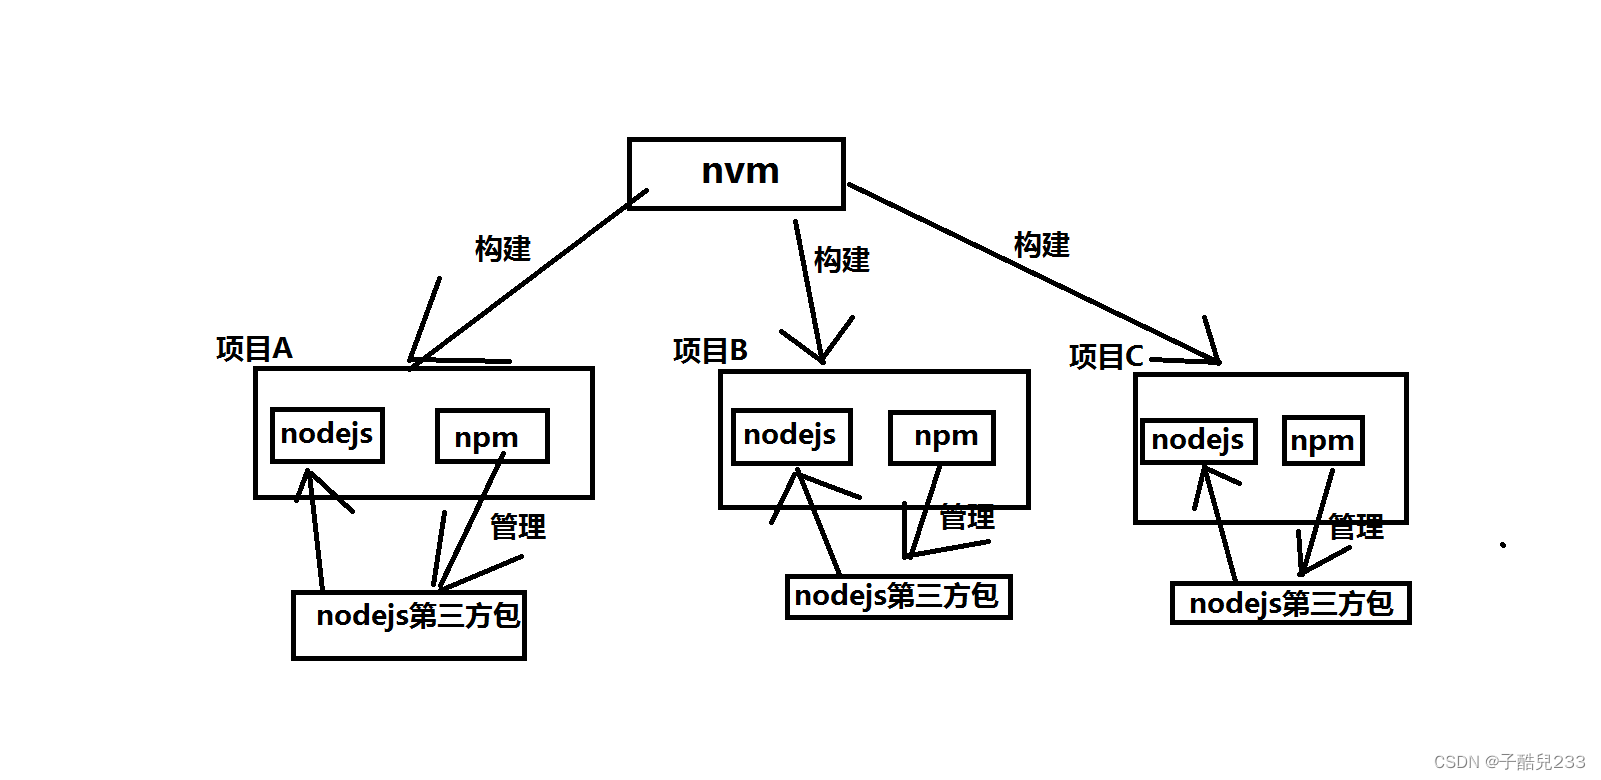 nvm
构建
构建
构建
项目A
项目B
项目C
nodejs
npm
nodejs
npm
nodejs
npm
管理
管理
管理
nodejs第三方包
nodejs第三方包
nodejs第三方包
CSDN @子酷兒233